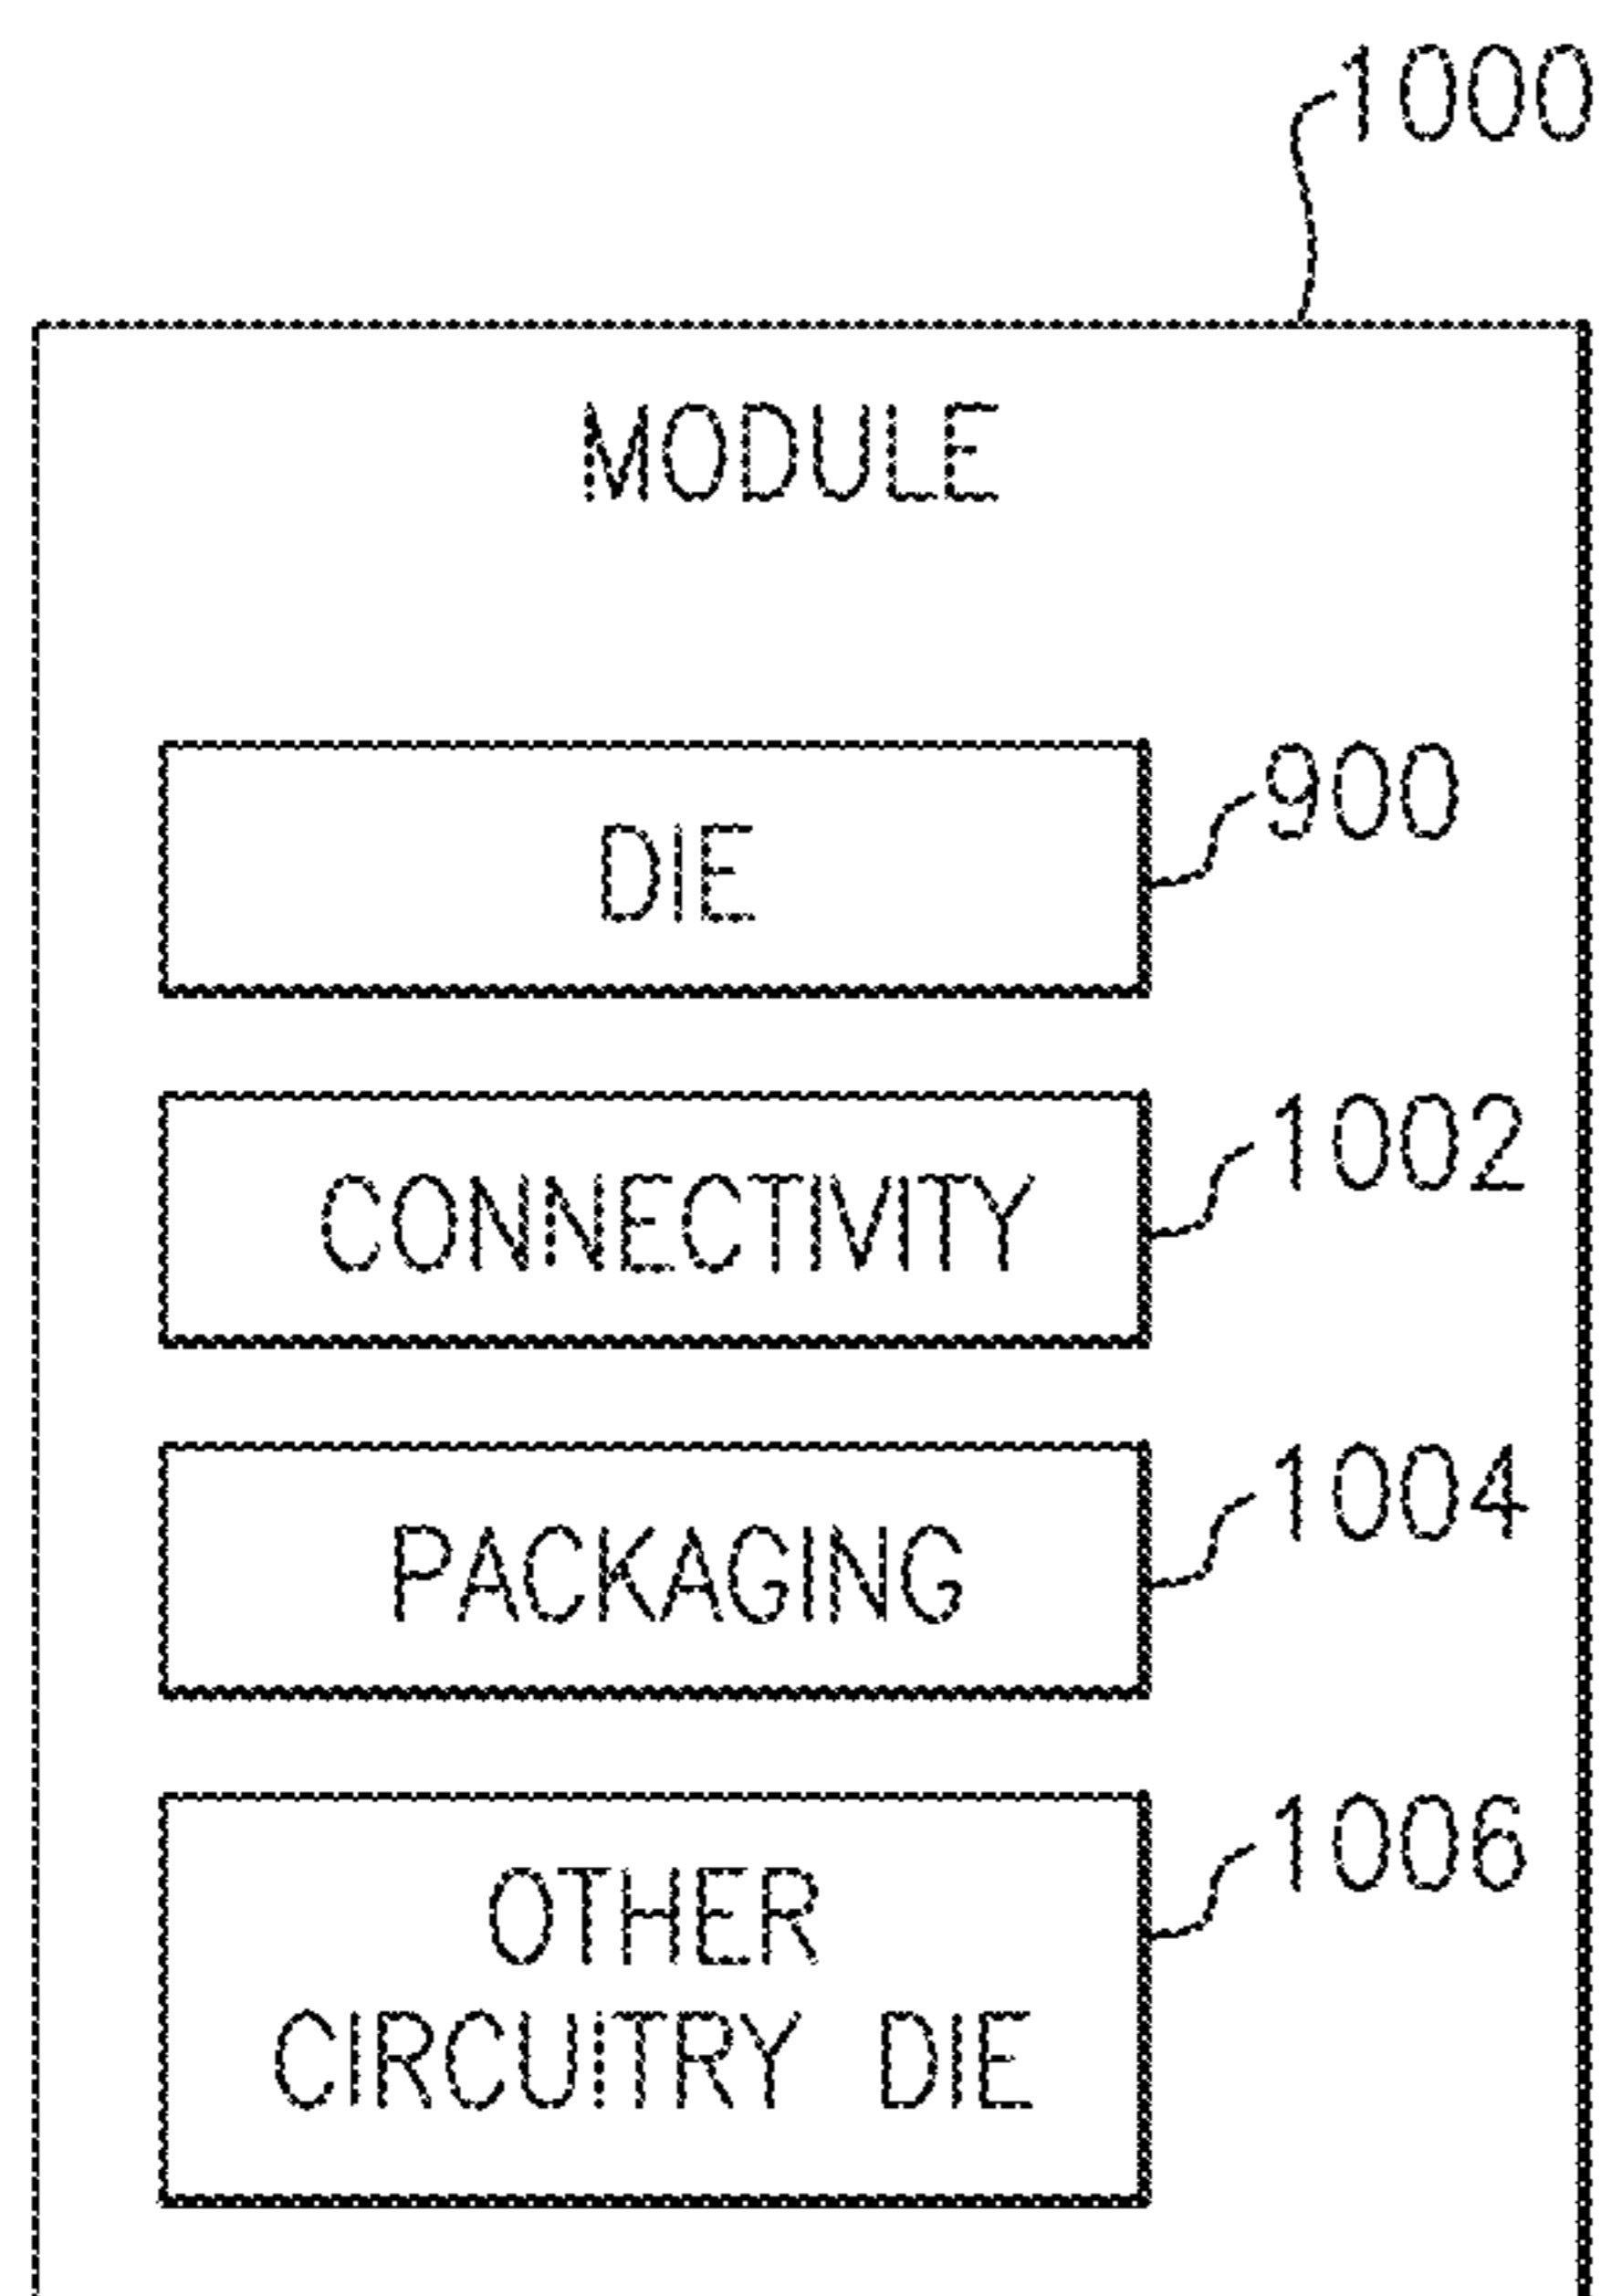 1000
MODULE
DIE
900
CONNECTIVITY
1002
PACKAGING
1004
OTHER
CIRCUITRY DIE
1006